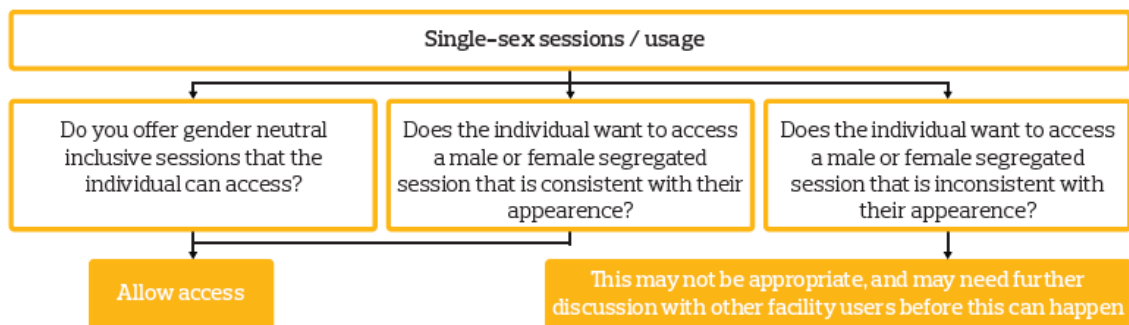 Single-sex sessions / usage
Do you offer gender neutral
inclusive sessions that the
individual can access?
Does the individual want to access
a male or female segregated
session that is consistent with their
appearence?
Does the individual want to access
a male or female segregated
session that is inconsistent with
their appearence?
Allow access
This may not be appropriate, and may need further
discussion with other facility users before this can happen